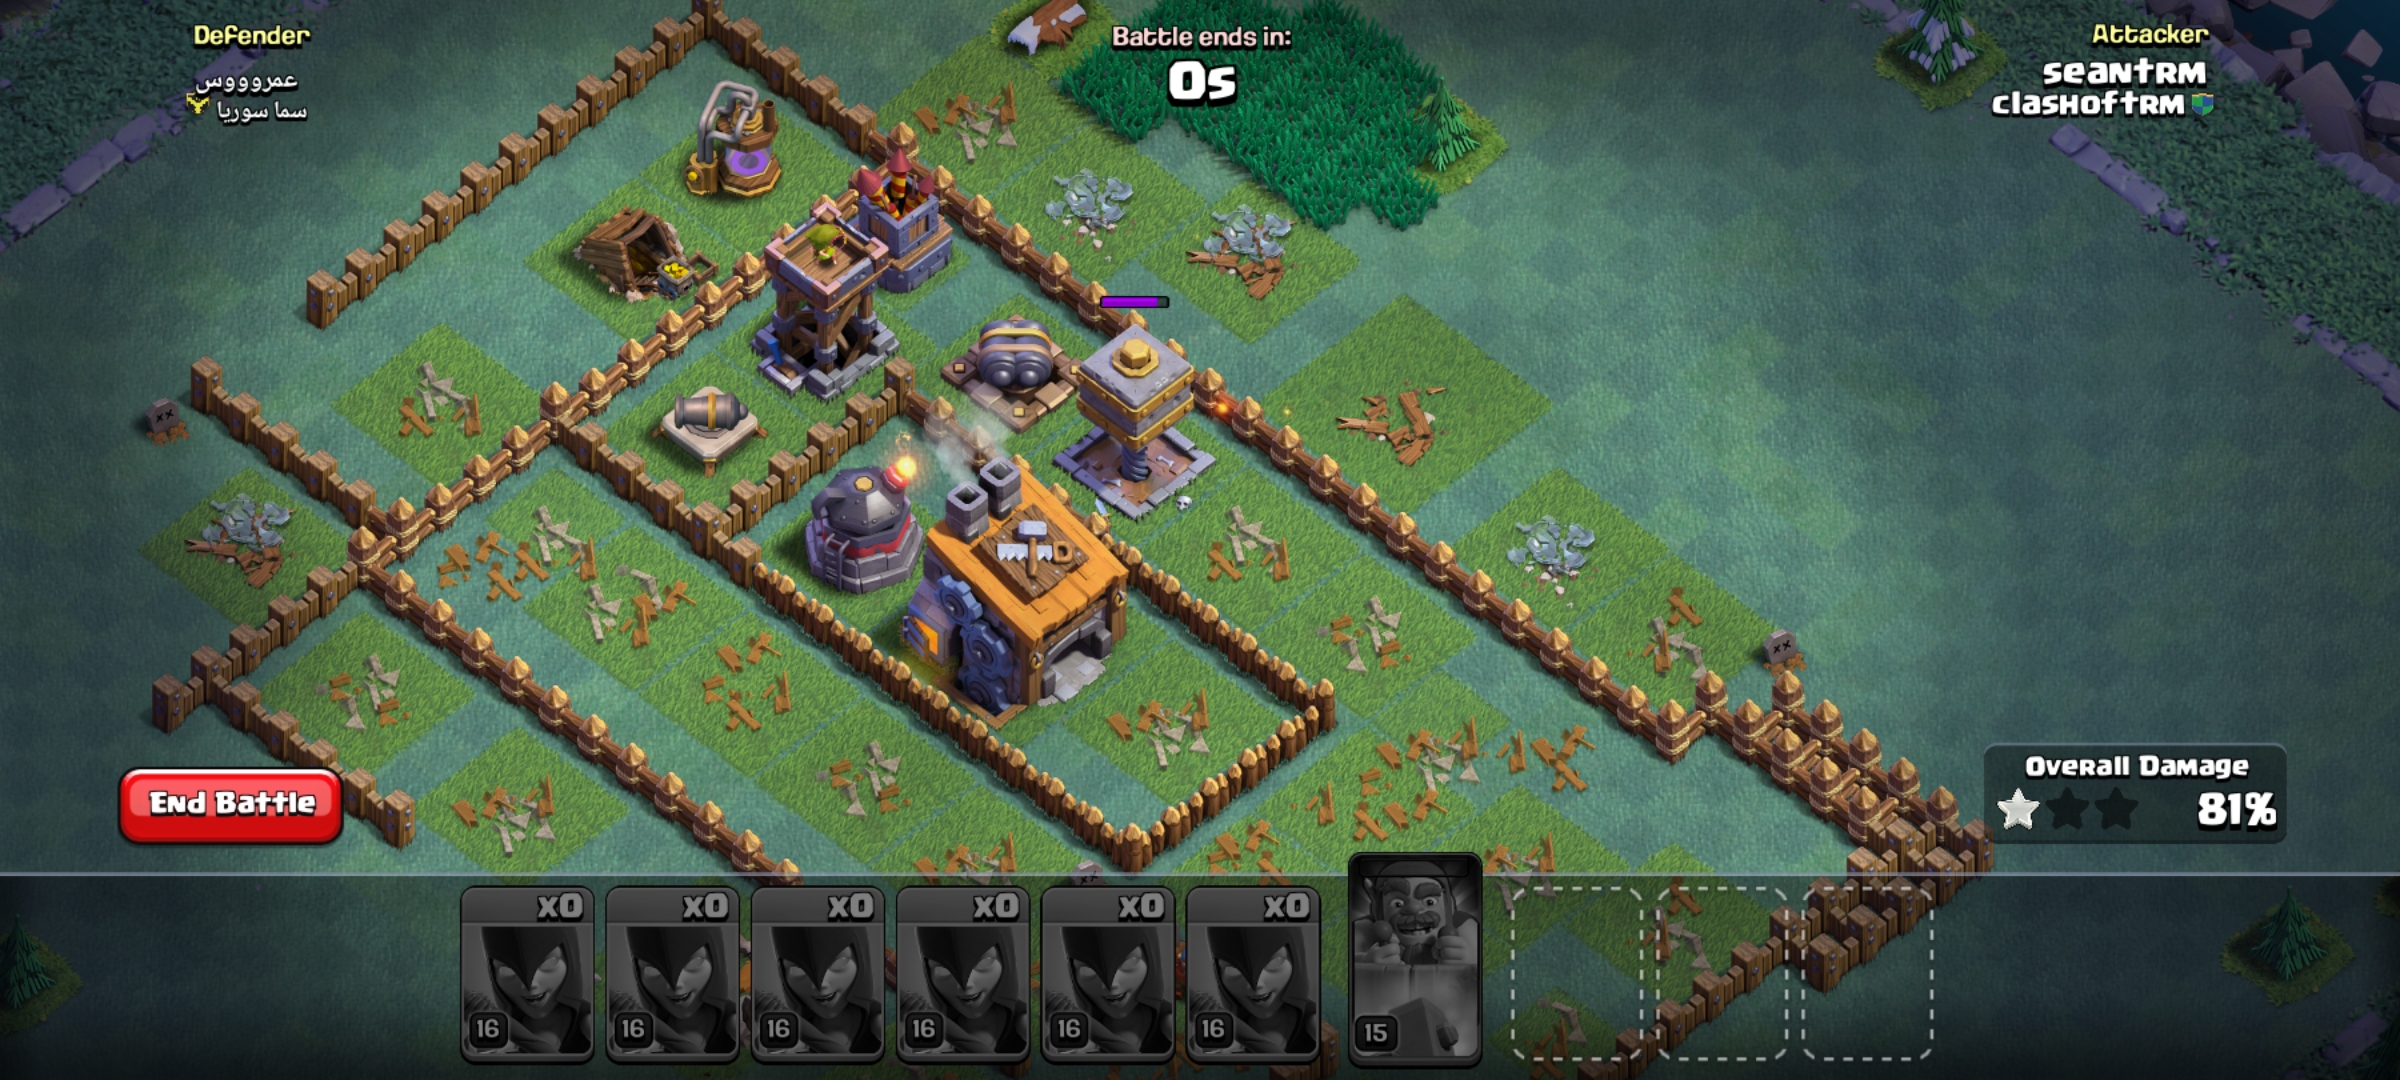 Defender
عمروووس
سما سوريا
Battle ends in:
0s
Attacker
seantRM
clashoftRM
End Battle
Overall Damage
81%
x0 x0 x0 x0 x0 x0
16 16 16 16 16 16 15